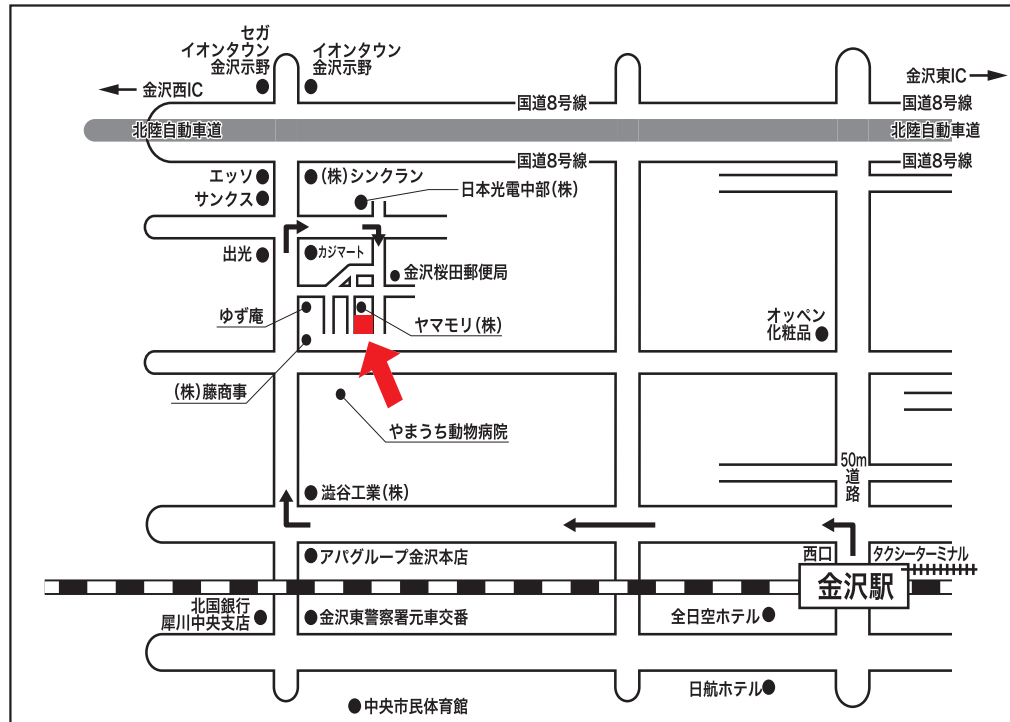 セガ
イオンタウン
金沢示野
イオンタウン
金沢示野
金沢西IC
金沢東IC
国道8号線
国道8号線
北陸自動車道
北陸自動車道
国道8号線
国道8号線
エッソ
(株)シンクラン
サンクス
日本光電中部(株)
出光
カジマート
金沢桜田郵便局
ゆず庵
ヤマモリ(株)
オッペン
化粧品
(株)藤商事
やまうち動物病院
50m
道
路
澁谷工業(株)
アパグループ金沢本店
西口
タクシーターミナル
金沢駅
北国銀行
犀川中央支店
金沢東警察署元車交番
全日空ホテル
日航ホテル
中央市民体育館